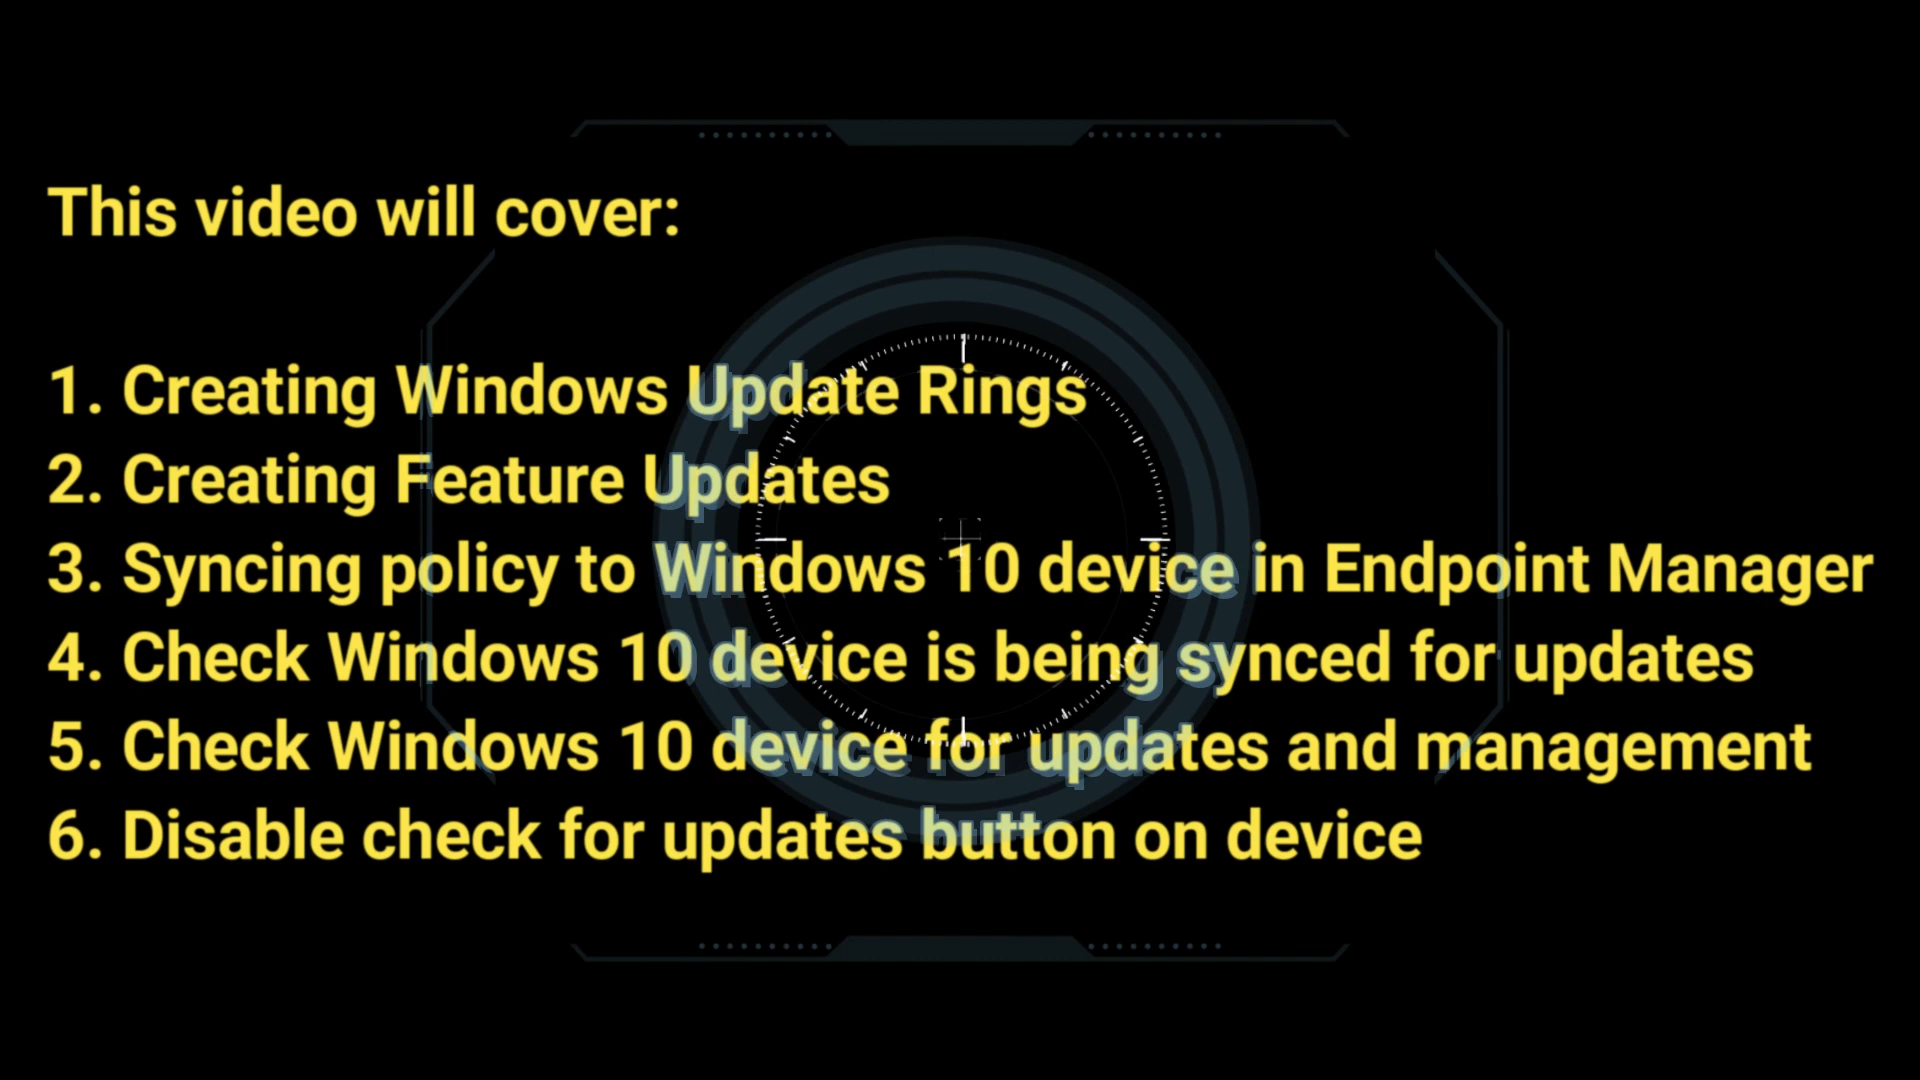 This video will cover:
1. Creating Windows Update Rings
2. Creating Feature Updates
3. Syncing policy to Windows 10 device in Endpoint Manager
4. Check Windows 10 device is being synced for updates
5. Check Windows 10 device for updates and management
6. Disable check for updates button on device